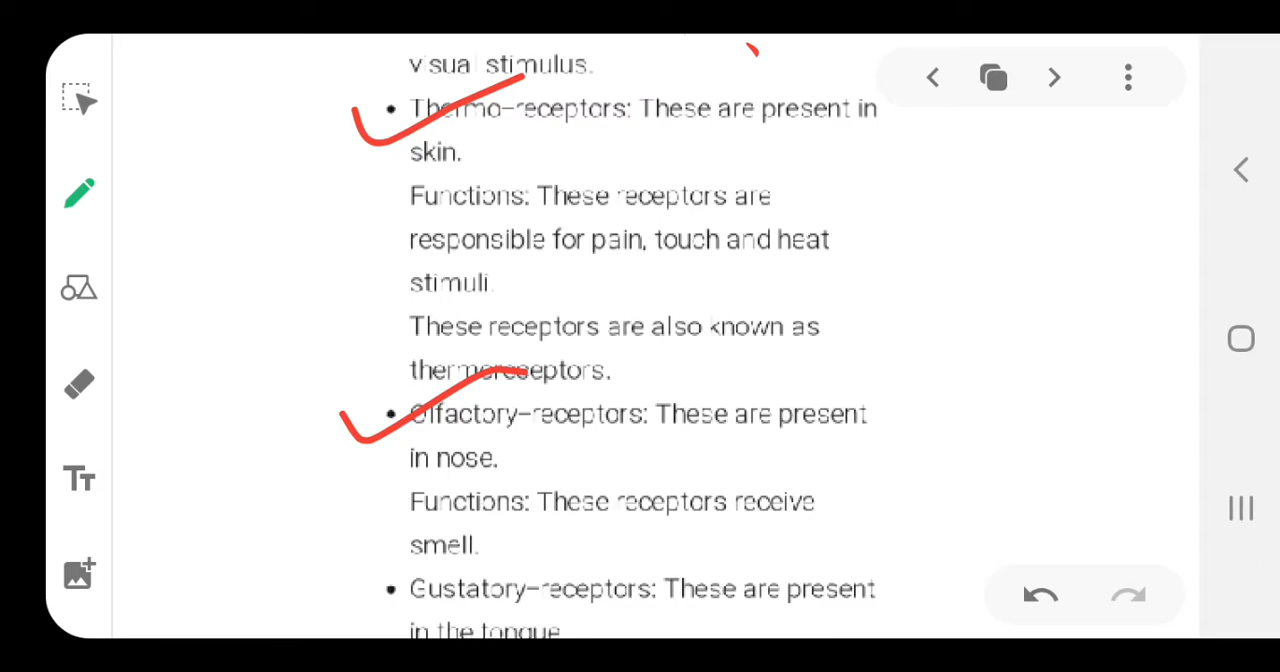 visual stimulus.
• Thermo-receptors: These are present in
skin.
Functions: These receptors are
responsible for pain, touch and heat
stimuli.
These receptors are also known as
thermoreceptors.
• Olfactory-receptors: These are present
in nose.
Functions: These receptors receive
smell.
• Gustatory-receptors: These are present
in the tongue
TT